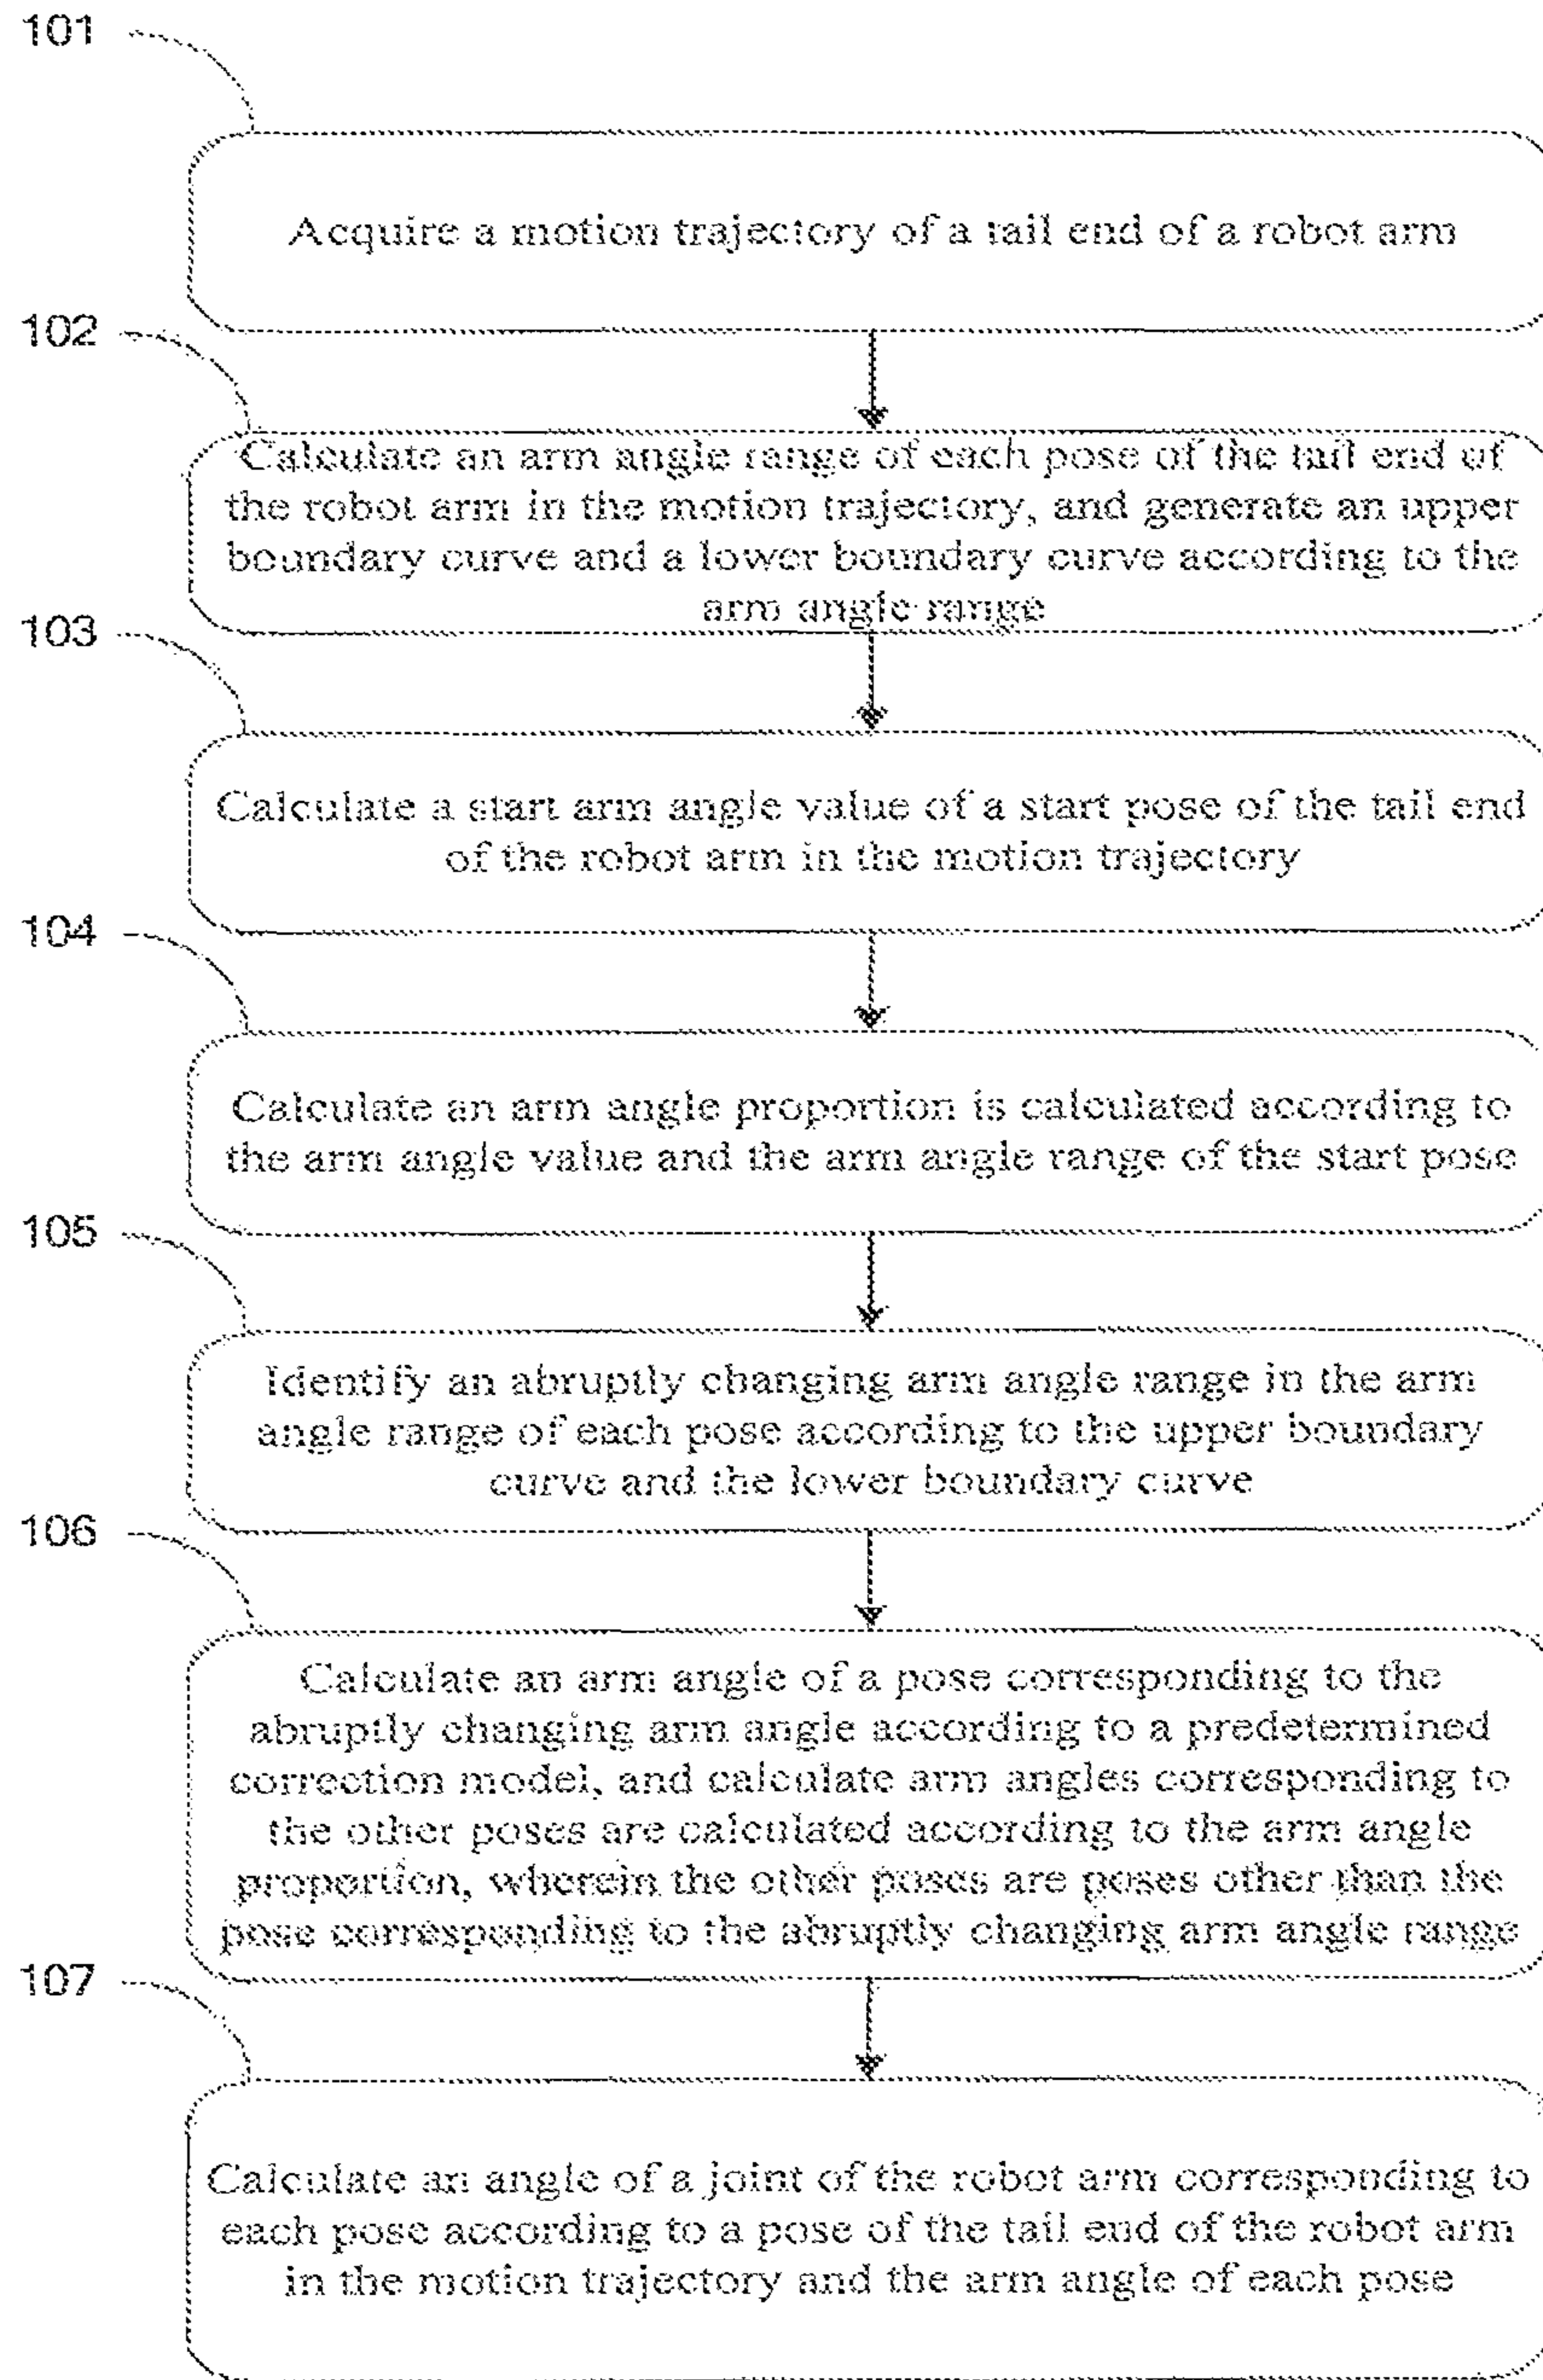 101
Acquire a motion trajectory of a tail end of a robot arm
102
Calculate an arm angle range of each pose of the tail end of
the robot arm in the motion trajectory, and generate an upper
boundary curve and a lower boundary curve according to the
arm angle range
103
Calculate a start arm angle value of a start pose of the tail end
of the robot arm in the motion trajectory
104
Calculate an arm angle proportion is calculated according to
the arm angle value and the arm angle range of the start pose
105
Identify an abruptly changing arm angle range in the arm
angle range of each pose according to the upper boundary
curve and the lower boundary curve
106
Calculate an arm angle of a pose corresponding to the
abruptly changing arm angle according to a predetermined
correction model, and calculate arm angles corresponding to
the other poses are calculated according to the arm angle
proportion, wherein the other poses are poses other than the
pose corresponding to the abruptly changing arm angle range
107
Calculate an angle of a joint of the robot arm corresponding to
each pose according to a pose of the tail end of the robot arm
in the motion trajectory and the arm angle of each pose